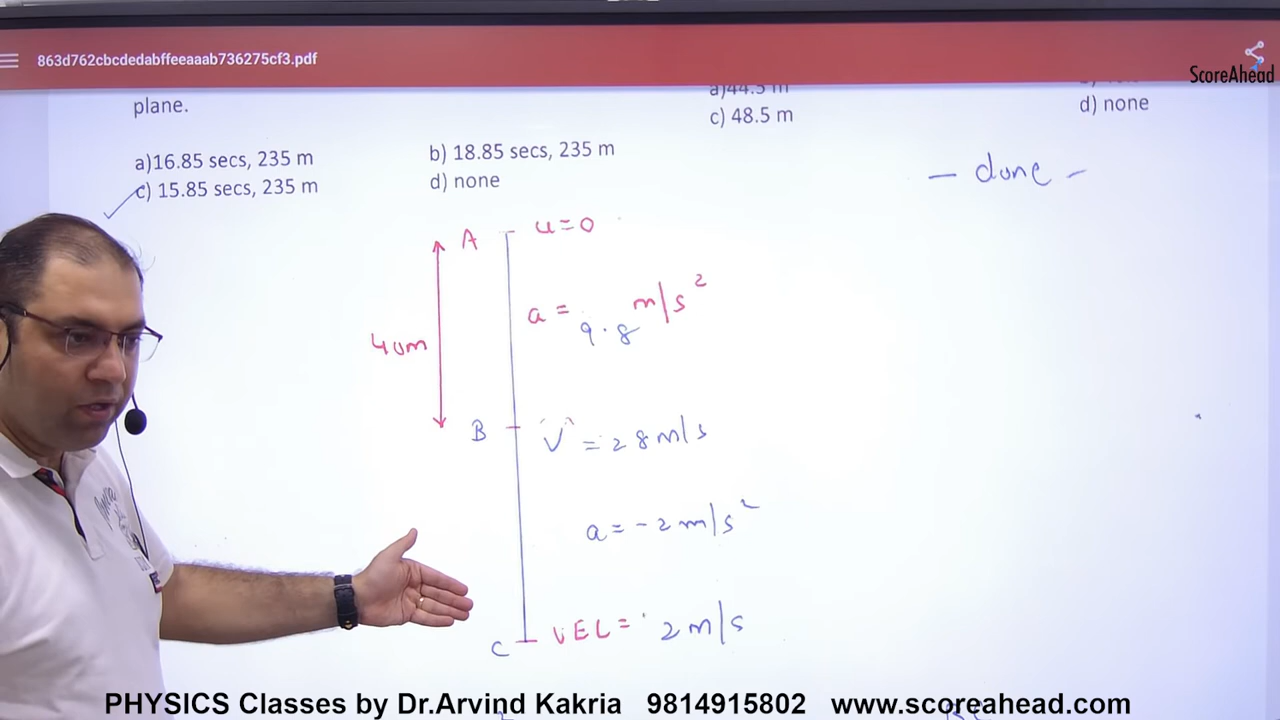 863d762cbcdedabffeeaaab736275cf3.pdf
ScoreAhead
plane.
a)44.5 m
c) 48.5 m
d) none
a)16.85 secs, 235 m
b) 18.85 secs, 235 m
c) 15.85 secs, 235 m
d) none
- done -
A u=0
a = 9.8 m/s²
40m
B V = 28m/s
a = -2 m/s²
C VEL = 2 m/s
PHYSICS Classes by Dr.Arvind Kakria 9814915802 www.scoreahead.com